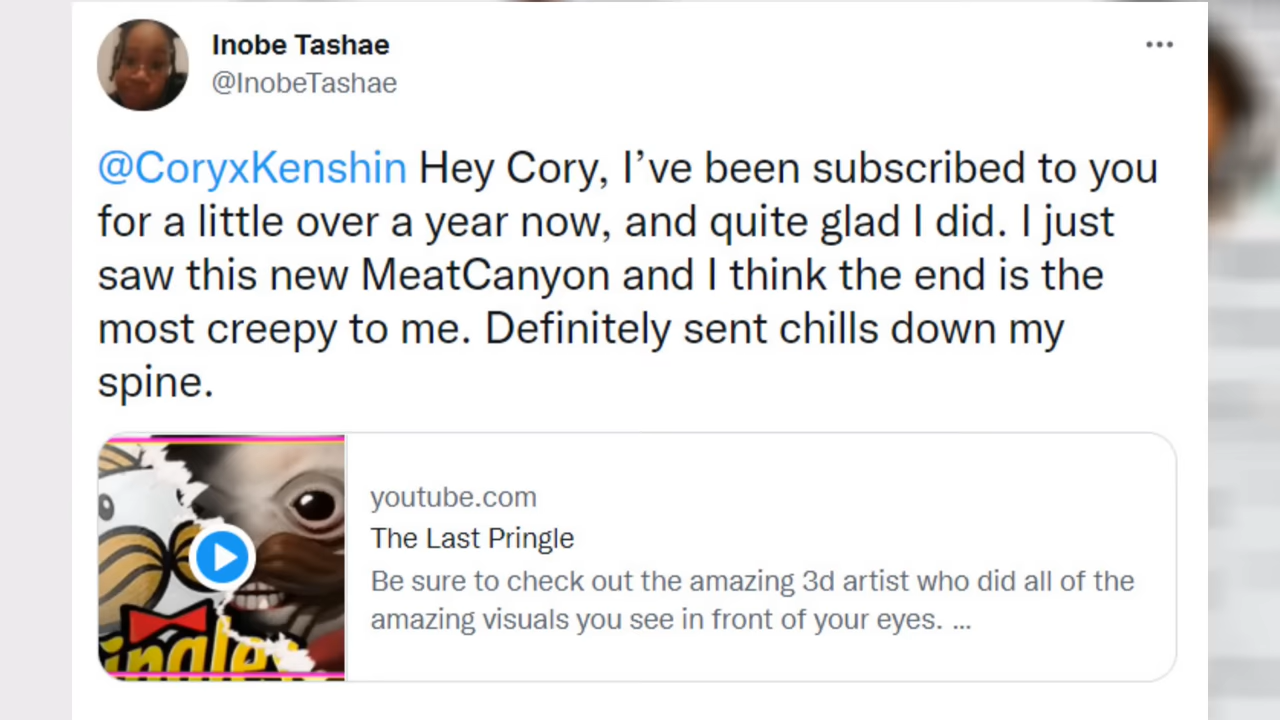 Inobe Tashae
@InobeTashae
@CoryxKenshin Hey Cory, I’ve been subscribed to you
for a little over a year now, and quite glad I did. I just
saw this new MeatCanyon and I think the end is the
most creepy to me. Definitely sent chills down my
spine.
youtube.com
The Last Pringle
Be sure to check out the amazing 3d artist who did all of the
amazing visuals you see in front of your eyes. ...
ingles